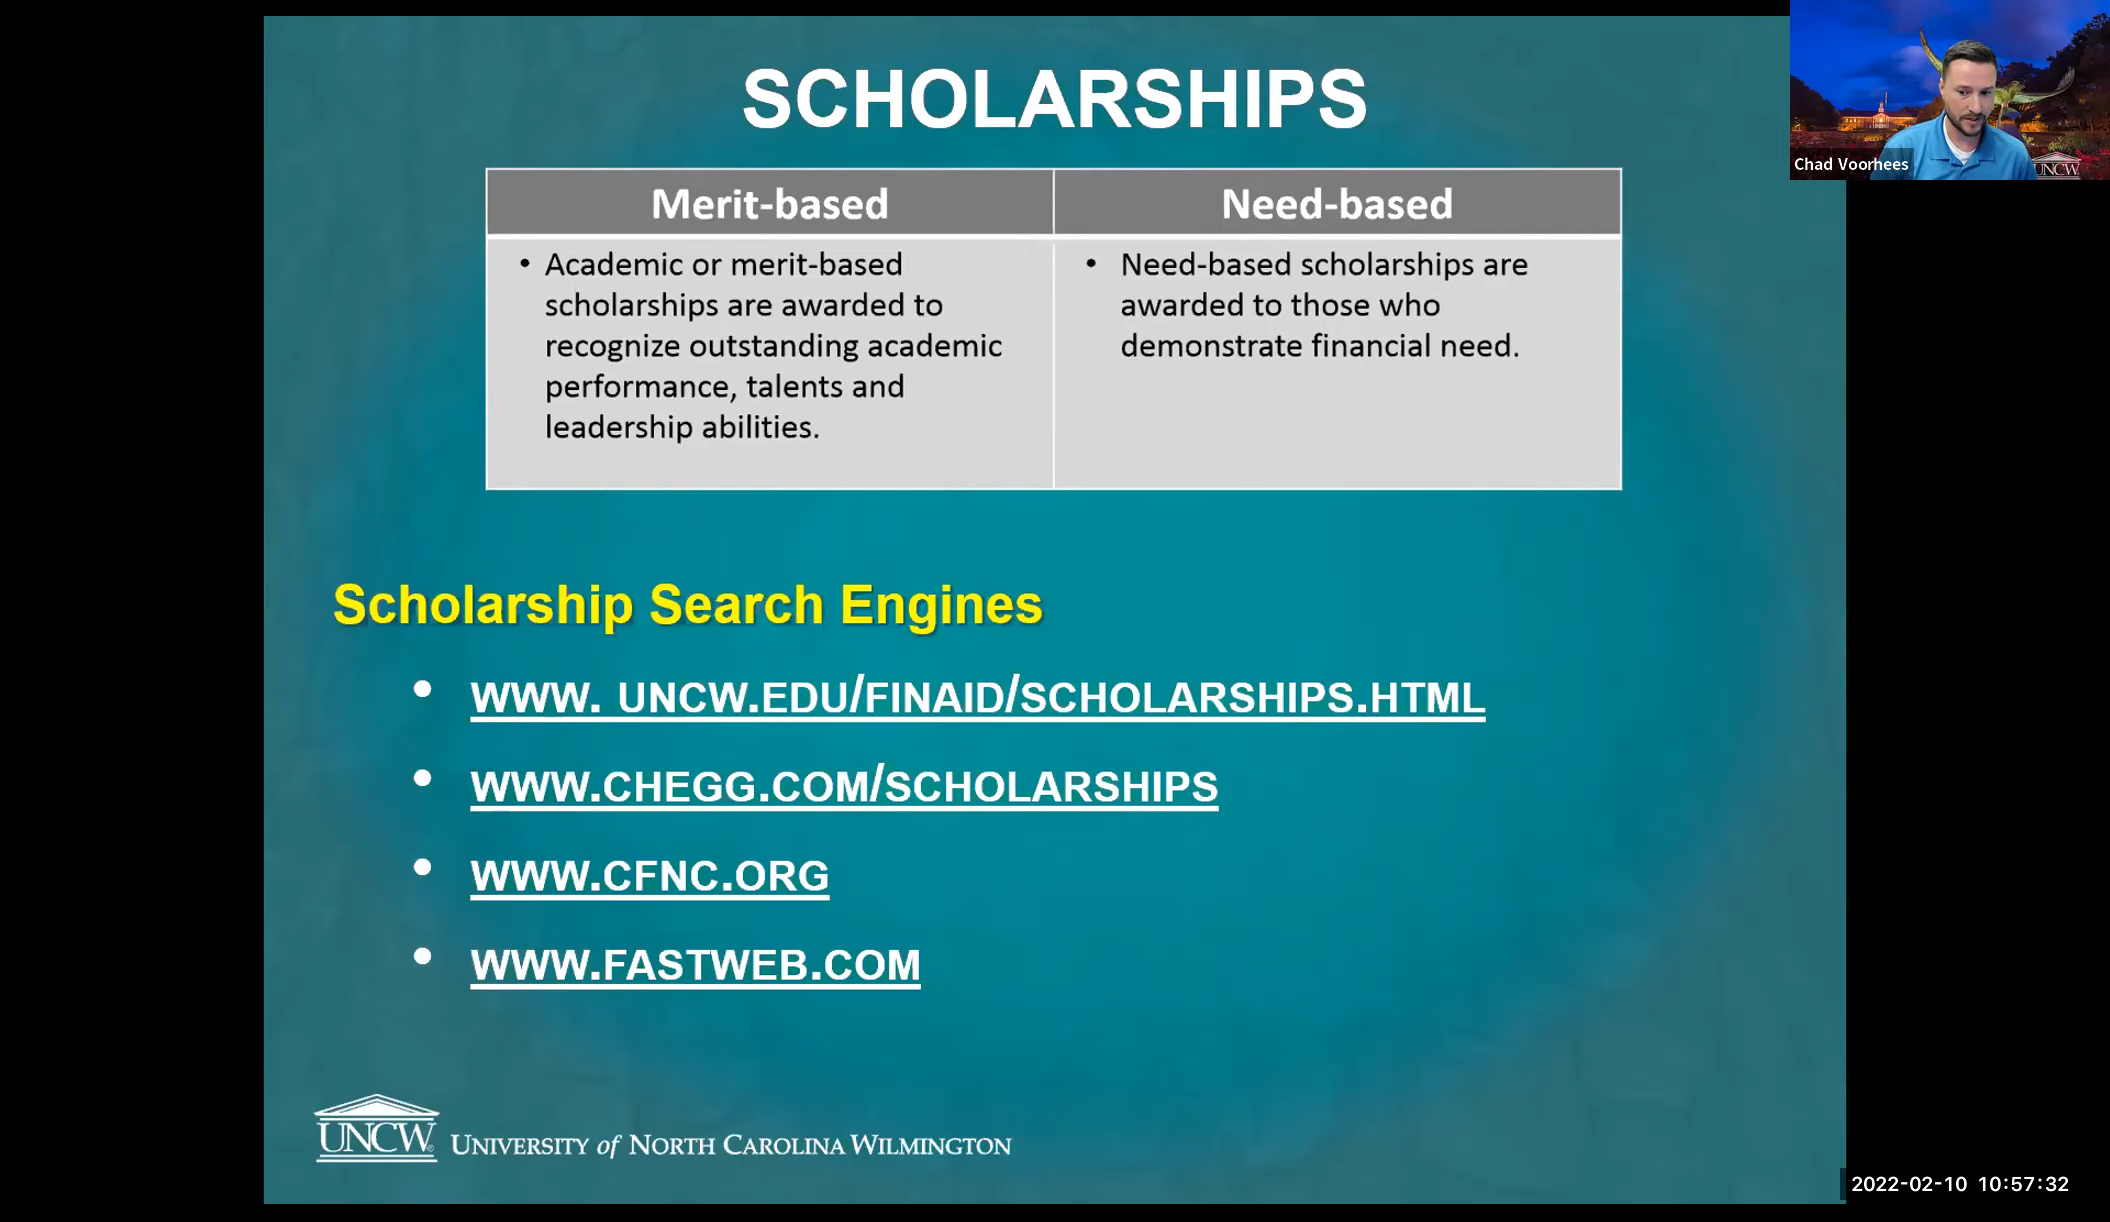 SCHOLARSHIPS
Merit-based
Need-based
• Academic or merit-based
scholarships are awarded to
recognize outstanding academic
performance, talents and
leadership abilities.
• Need-based scholarships are
awarded to those who
demonstrate financial need.
Scholarship Search Engines
• WWW. UNCW.EDU/FINAID/SCHOLARSHIPS.HTML
• WWW.CHEGG.COM/SCHOLARSHIPS
• WWW.CFNC.ORG
• WWW.FASTWEB.COM
UNCW® UNIVERSITY of NORTH CAROLINA WILMINGTON
Chad Voorhees
UNCW
2022-02-10 10:57:32